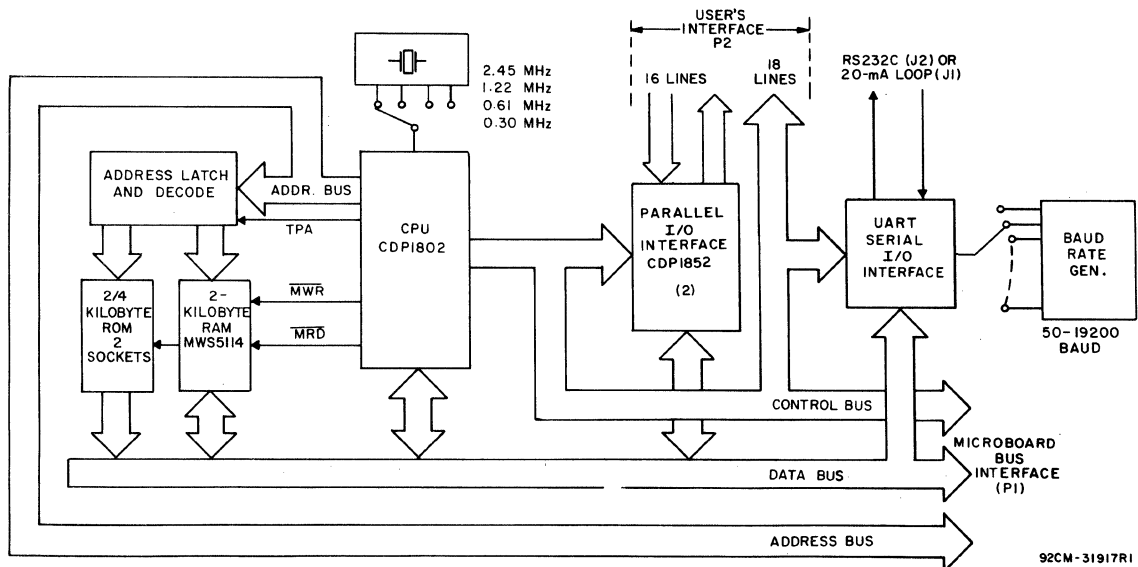 USER'S
INTERFACE
P2
16 LINES
18
LINES
RS232C (J2) OR
20-mA LOOP (J1)
2.45 MHz
1.22 MHz
0.61 MHz
0.30 MHz
ADDRESS LATCH
AND DECODE
ADDR. BUS
TPA
CPU
CDP1802
PARALLEL
I/O
INTERFACE
CDP1852
(2)
UART
SERIAL
I/O
INTERFACE
BAUD
RATE
GEN.
50-19200
BAUD
2/4
KILOBYTE
ROM
2
SOCKETS
2-
KILOBYTE
RAM
MWS5114
MWR
MRD
CONTROL BUS
MICROBOARD
BUS
INTERFACE
(P1)
DATA BUS
ADDRESS BUS
92CM-31917R1